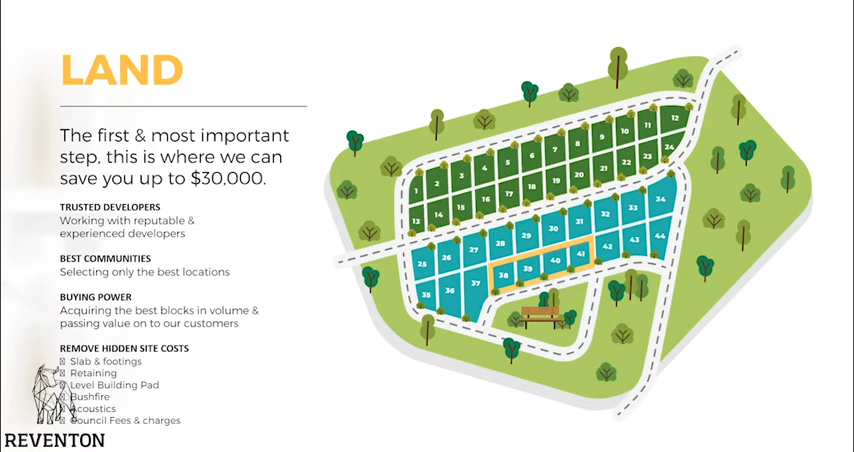 LAND
The first & most important
step, this is where we can
save you up to $30,000.
TRUSTED DEVELOPERS
Working with reputable &
experienced developers
BEST COMMUNITIES
Selecting only the best locations
BUYING POWER
Acquiring the best blocks in volume &
passing value on to our customers
REMOVE HIDDEN SITE COSTS
Slab & footings
Retaining
Level Building Pad
Bushfire
Acoustics
Council Fees & charges
REVENTON
1 2 3 4 5 6 7 8 9 10 11 12
13 14 15 16 17 18 19 20 21 22 23 24
25 26 27 28 29 30 31 32 33 34
35 36 37 38 39 40 41 42 43 44